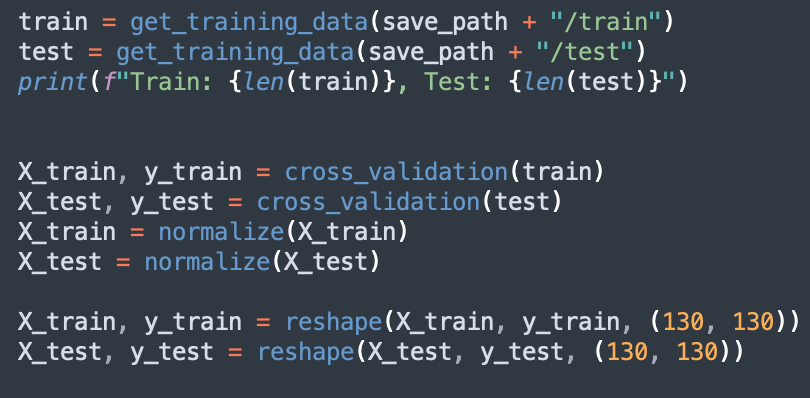 train = get_training_data(save_path + "/train")
test = get_training_data(save_path + "/test")
print(f"Train: {len(train)}, Test: {len(test)}")
X_train, y_train = cross_validation(train)
X_test, y_test = cross_validation(test)
X_train = normalize(X_train)
X_test = normalize(X_test)
X_train, y_train = reshape(X_train, y_train, (130, 130))
X_test, y_test = reshape(X_test, y_test, (130, 130))